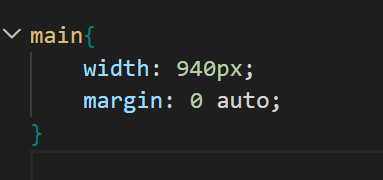 main{
    width: 940px;
    margin: 0 auto;
}